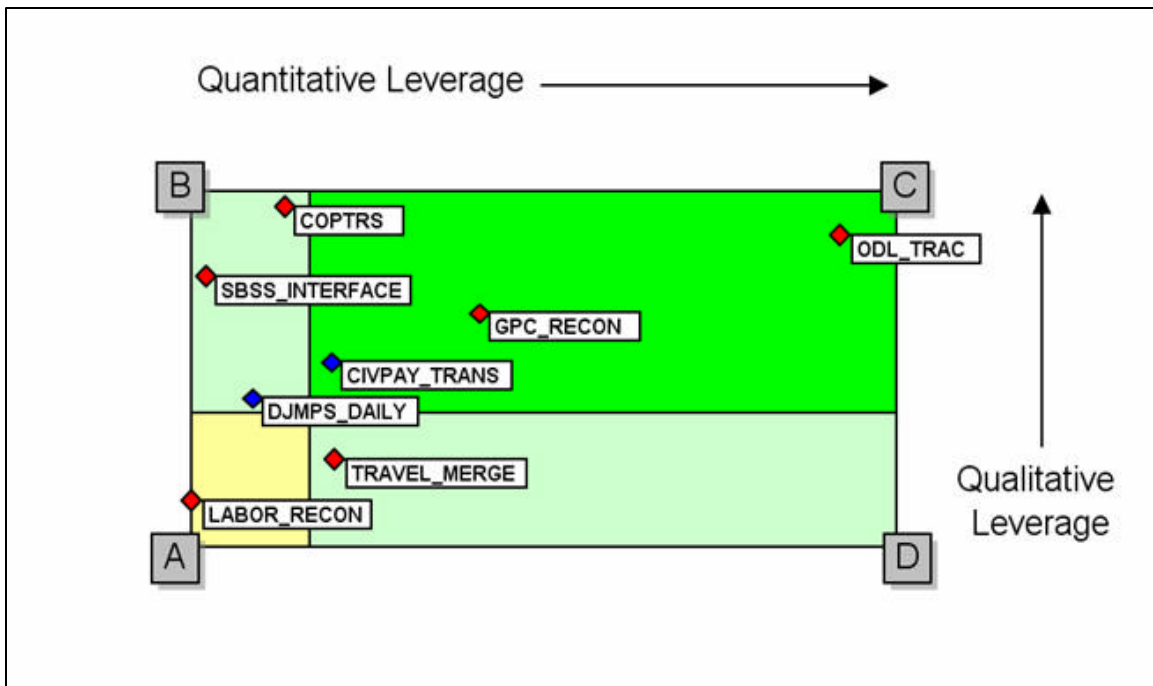 Quantitative Leverage
B
C
COPTRS
ODL_TRAC
SBSS_INTERFACE
GPC_RECON
CIVPAY_TRANS
DJMPS_DAILY
TRAVEL_MERGE
Qualitative
Leverage
LABOR_RECON
A
D